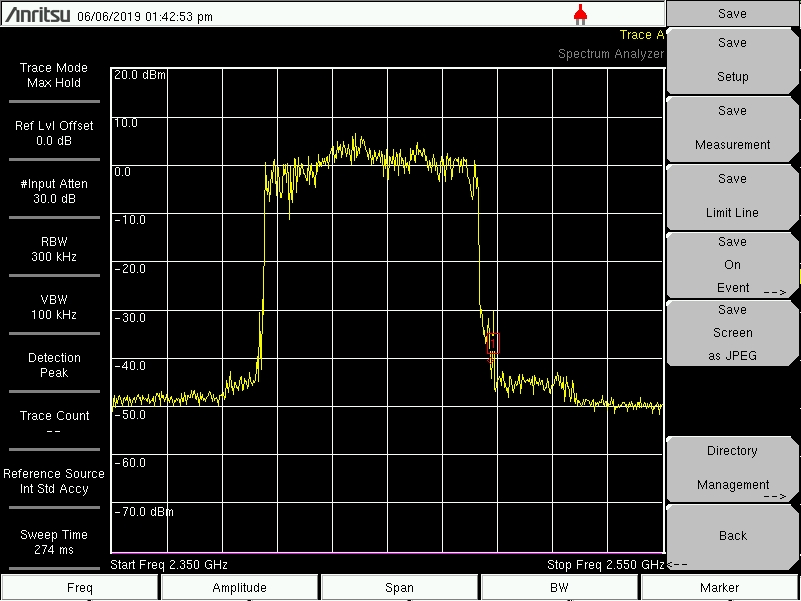 Anritsu 06/06/2019 01:42:53 pm
Save
Trace A
Spectrum Analyzer
Trace Mode
Max Hold
Ref Lvl Offset
0.0 dB
#Input Atten
30.0 dB
RBW
300 kHz
VBW
100 kHz
Detection
Peak
Trace Count
--
Reference Source
Int Std Accy
Sweep Time
274 ms
20.0 dBm
10.0
0.0
-10.0
-20.0
-30.0
-40.0
-50.0
-60.0
-70.0 dBm
Start Freq 2.350 GHz
Stop Freq 2.550 GHz
Save
Setup
Save
Measurement
Save
Limit Line
Save
On
Event -->
Save
Screen
as JPEG
Directory
Management -->
Back
<--
Freq
Amplitude
Span
BW
Marker